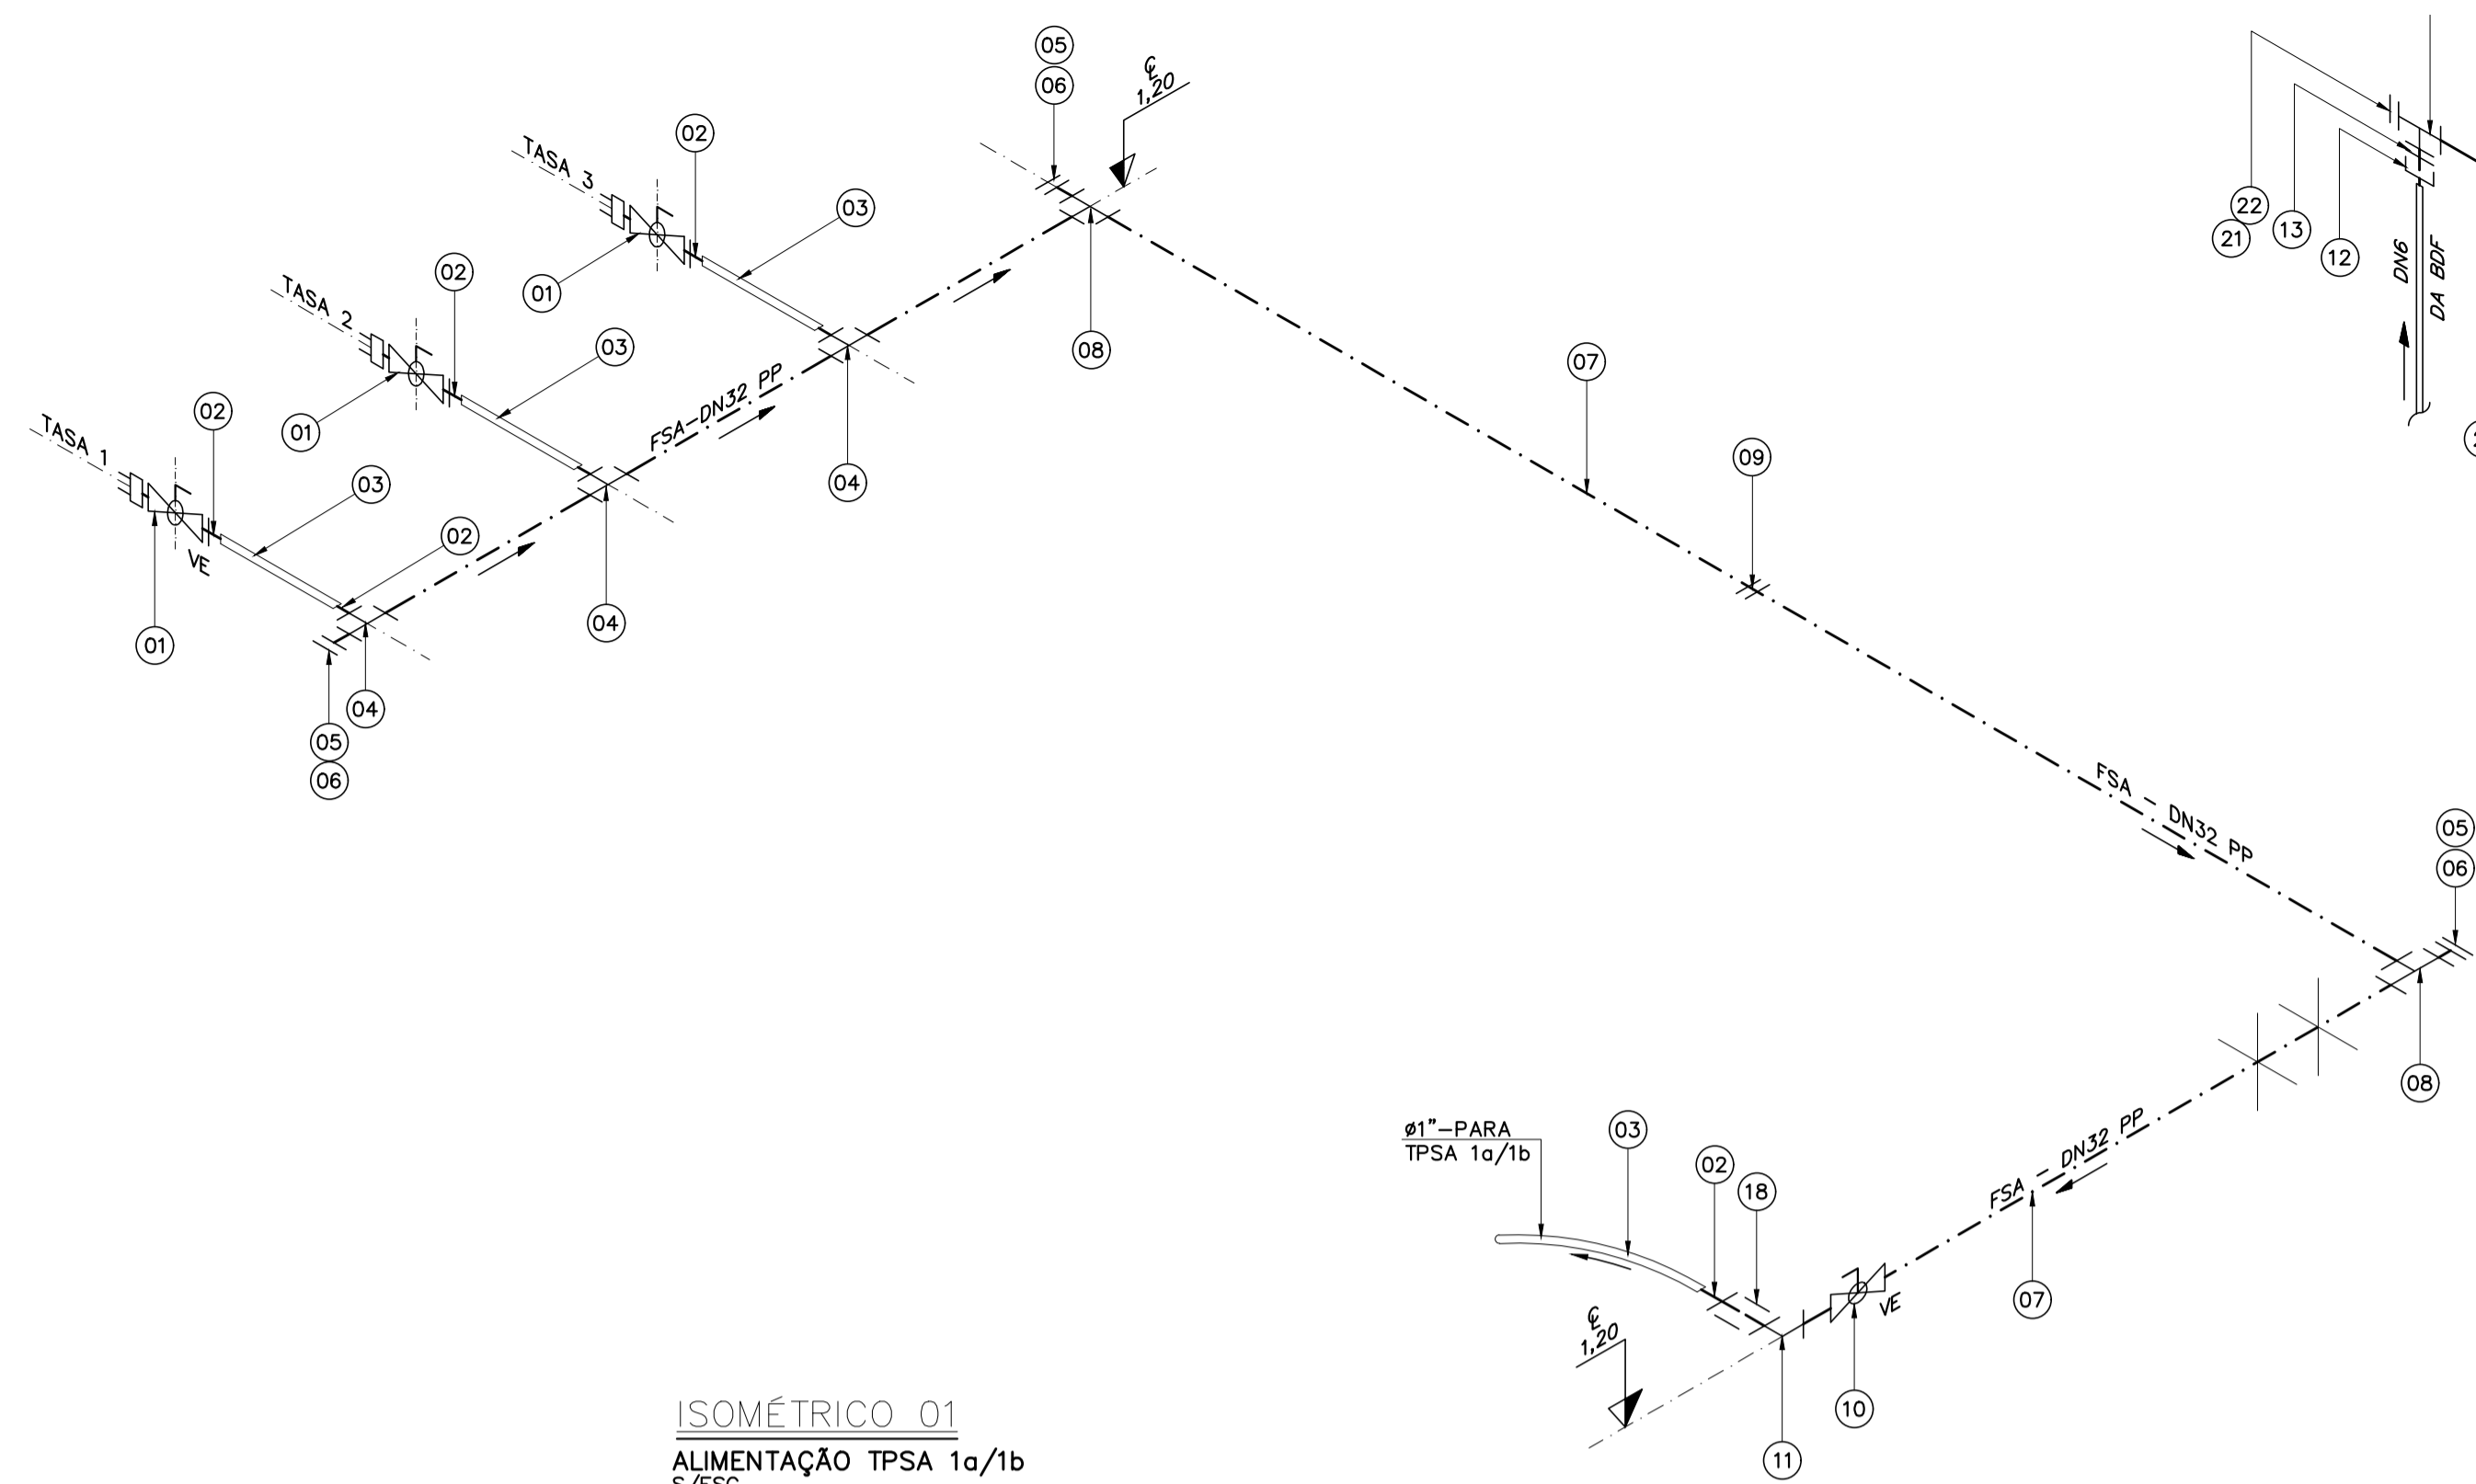 05
06
℄
1,20
02
TASA 3
03
01
22
21
13
12
DN6
DA BDF
02
TASA 2
03
01
08
07
FSA-DN32 PP
02
TASA 1
03
04
09
02
VE
01
04
04
05
06
FSA - DN32 PP
05
06
08
ø1"-PARA
TPSA 1a/1b
03
02
18
FSA - DN32 PP
℄
1,20
VE
07
10
11
ISOMÉTRICO 01
ALIMENTAÇÃO TPSA 1a/1b
S/ESC